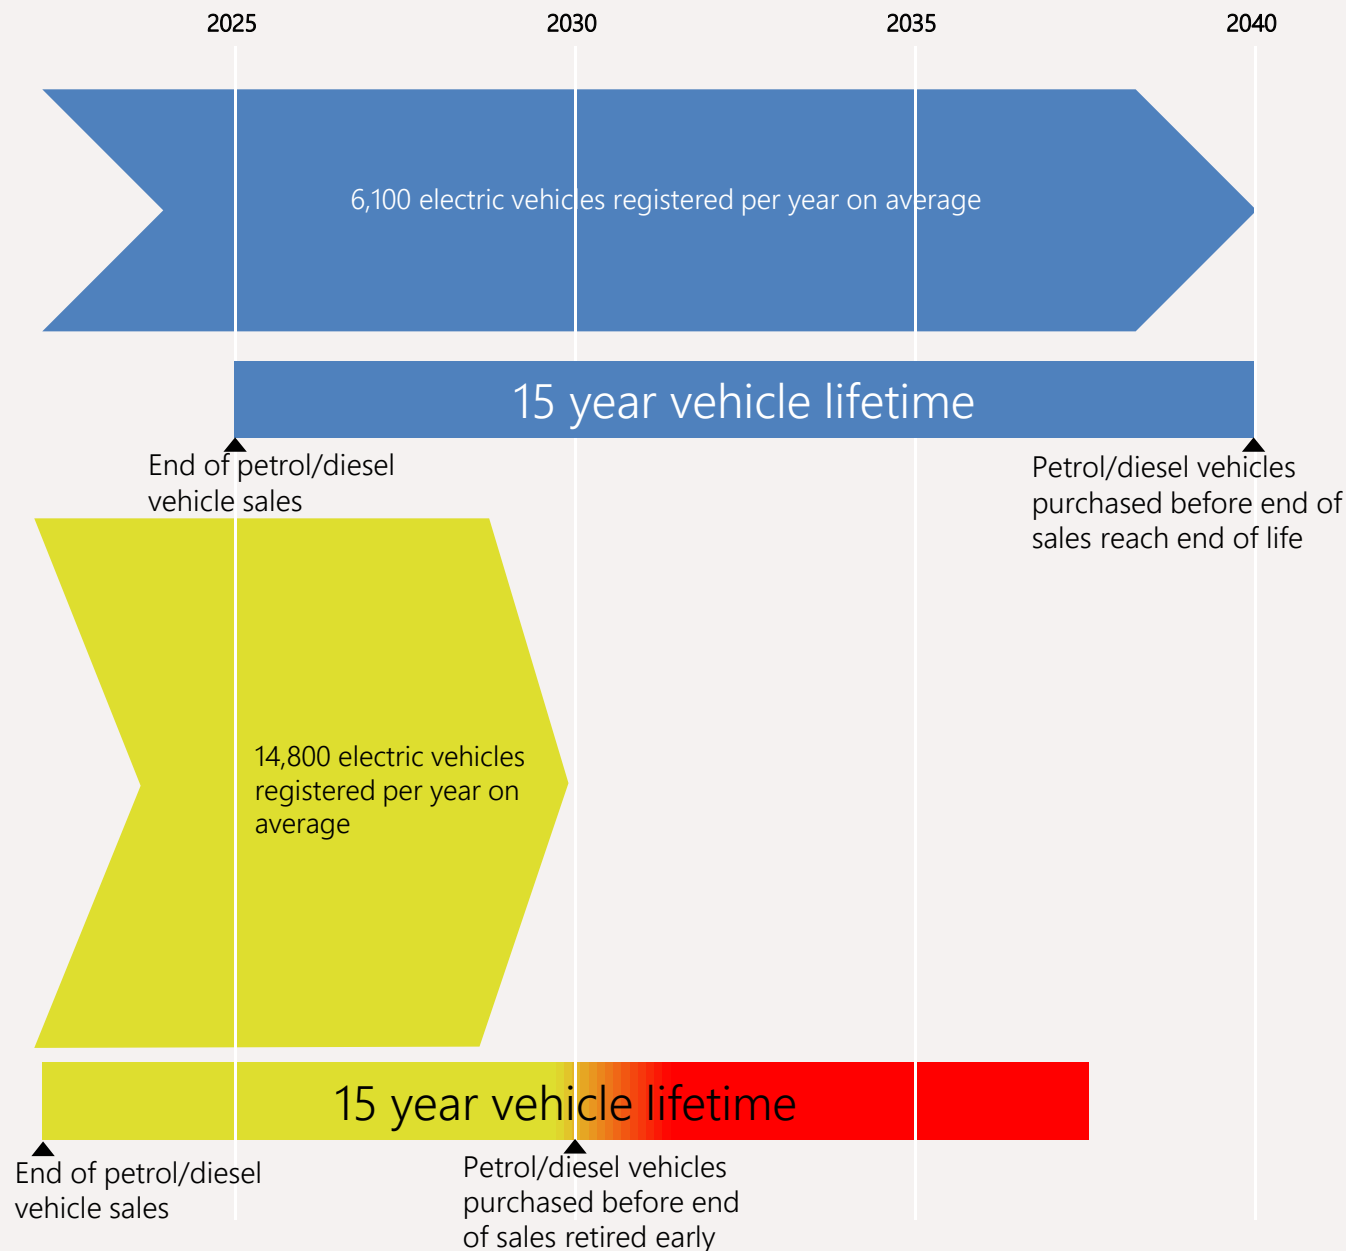 2025
2030
2035
2040
6,100 electric vehicles registered per year on average
15 year vehicle lifetime
End of petrol/diesel
vehicle sales
Petrol/diesel vehicles
purchased before end of
sales reach end of life
14,800 electric vehicles
registered per year on
average
15 year vehicle lifetime
End of petrol/diesel
vehicle sales
Petrol/diesel vehicles
purchased before end
of sales retired early